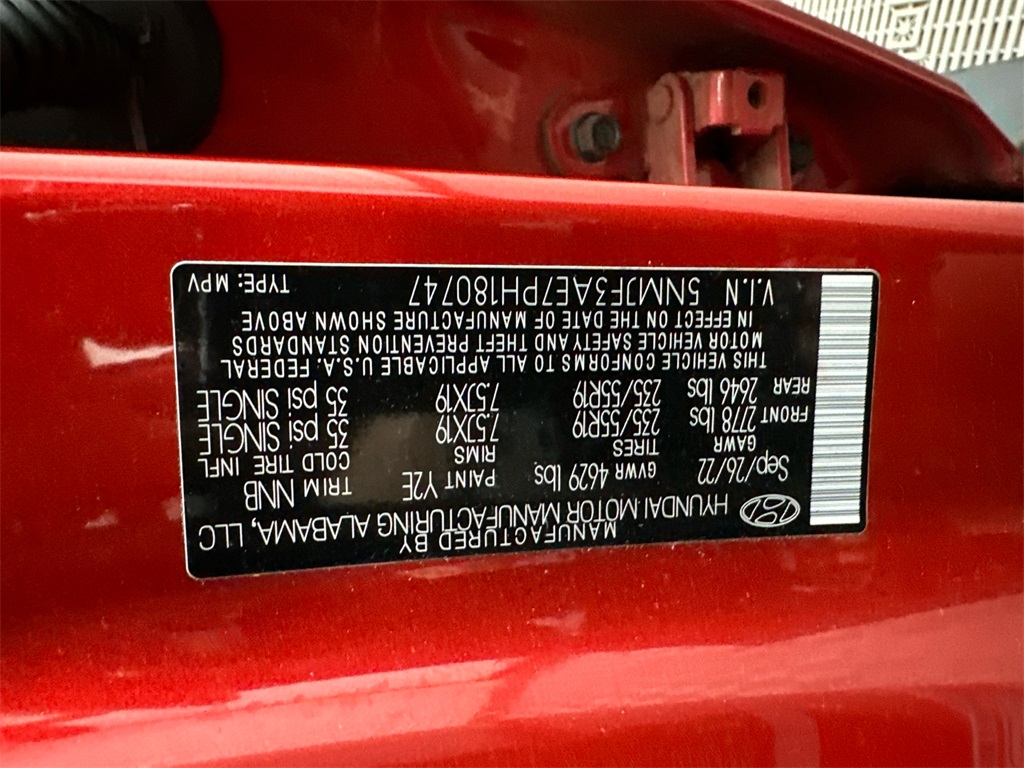 MANUFACTURED BY
HYUNDAI MOTOR MANUFACTURING ALABAMA, LLC
Sep/26/22 GVWR 4629 lbs PAINT Y2E TRIM NNB
GAWR TIRES RIMS COLD TIRE INFL
FRONT 2778 lbs 235/55R19 7.5JX19 35 psi SINGLE
REAR 2646 lbs 235/55R19 7.5JX19 35 psi SINGLE
THIS VEHICLE CONFORMS TO ALL APPLICABLE U.S.A. FEDERAL
MOTOR VEHICLE SAFETY AND THEFT PREVENTION STANDARDS
IN EFFECT ON THE DATE OF MANUFACTURE SHOWN ABOVE
V.I.N 5NMJF3AE7PH180747 TYPE: MPV